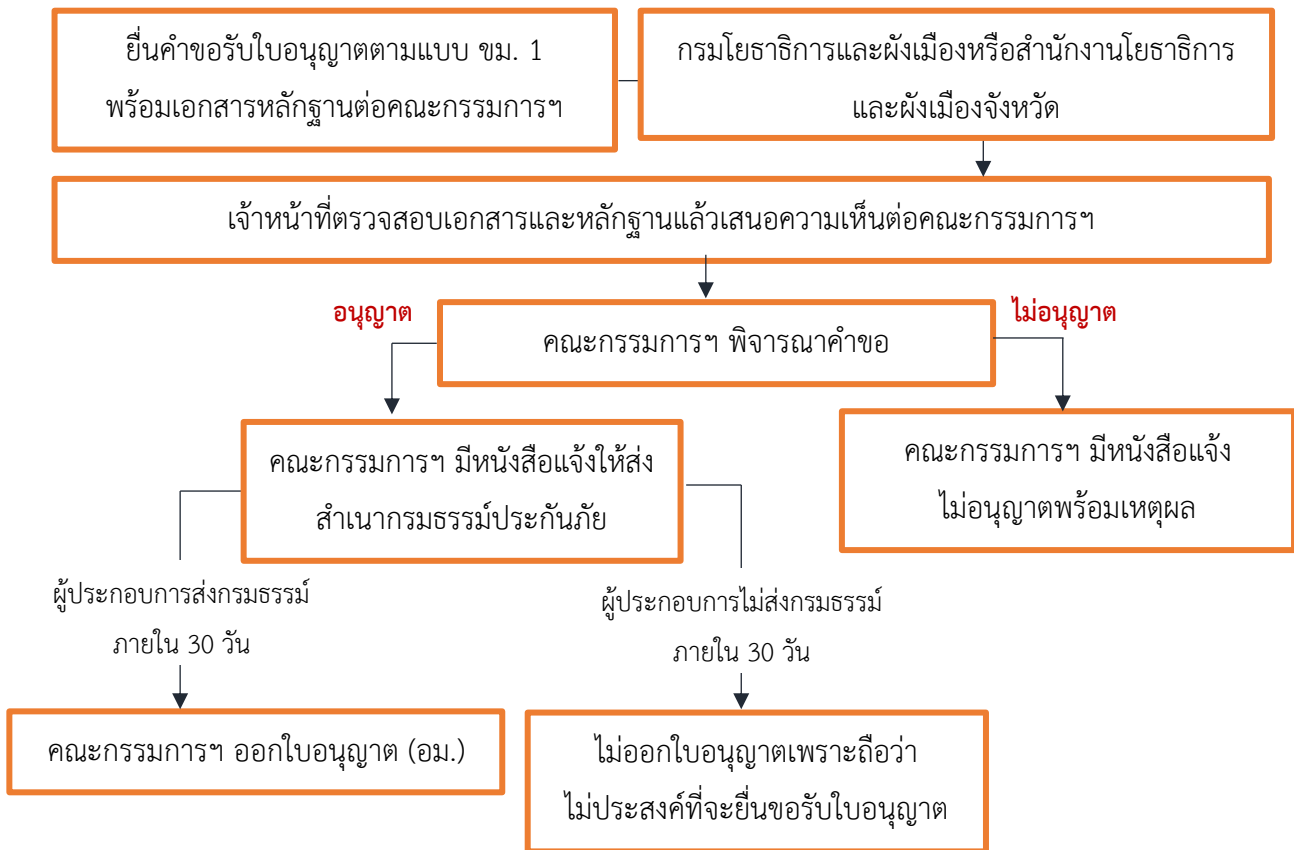 ยื่นคำขอรับใบอนุญาตตามแบบ ขม. 1
พร้อมเอกสารหลักฐานต่อคณะกรรมการฯ
กรมโยธาธิการและผังเมืองหรือสำนักงานโยธาธิการ
และผังเมืองจังหวัด
เจ้าหน้าที่ตรวจสอบเอกสารและหลักฐานแล้วเสนอความเห็นต่อคณะกรรมการฯ
อนุญาต
ไม่อนุญาต
คณะกรรมการฯ พิจารณาคำขอ
คณะกรรมการฯ มีหนังสือแจ้งให้ส่ง
สำเนากรมธรรม์ประกันภัย
คณะกรรมการฯ มีหนังสือแจ้ง
ไม่อนุญาตพร้อมเหตุผล
ผู้ประกอบการส่งกรมธรรม์
ภายใน 30 วัน
ผู้ประกอบการไม่ส่งกรมธรรม์
ภายใน 30 วัน
คณะกรรมการฯ ออกใบอนุญาต (อม.)
ไม่ออกใบอนุญาตเพราะถือว่า
ไม่ประสงค์ที่จะยื่นขอรับใบอนุญาต